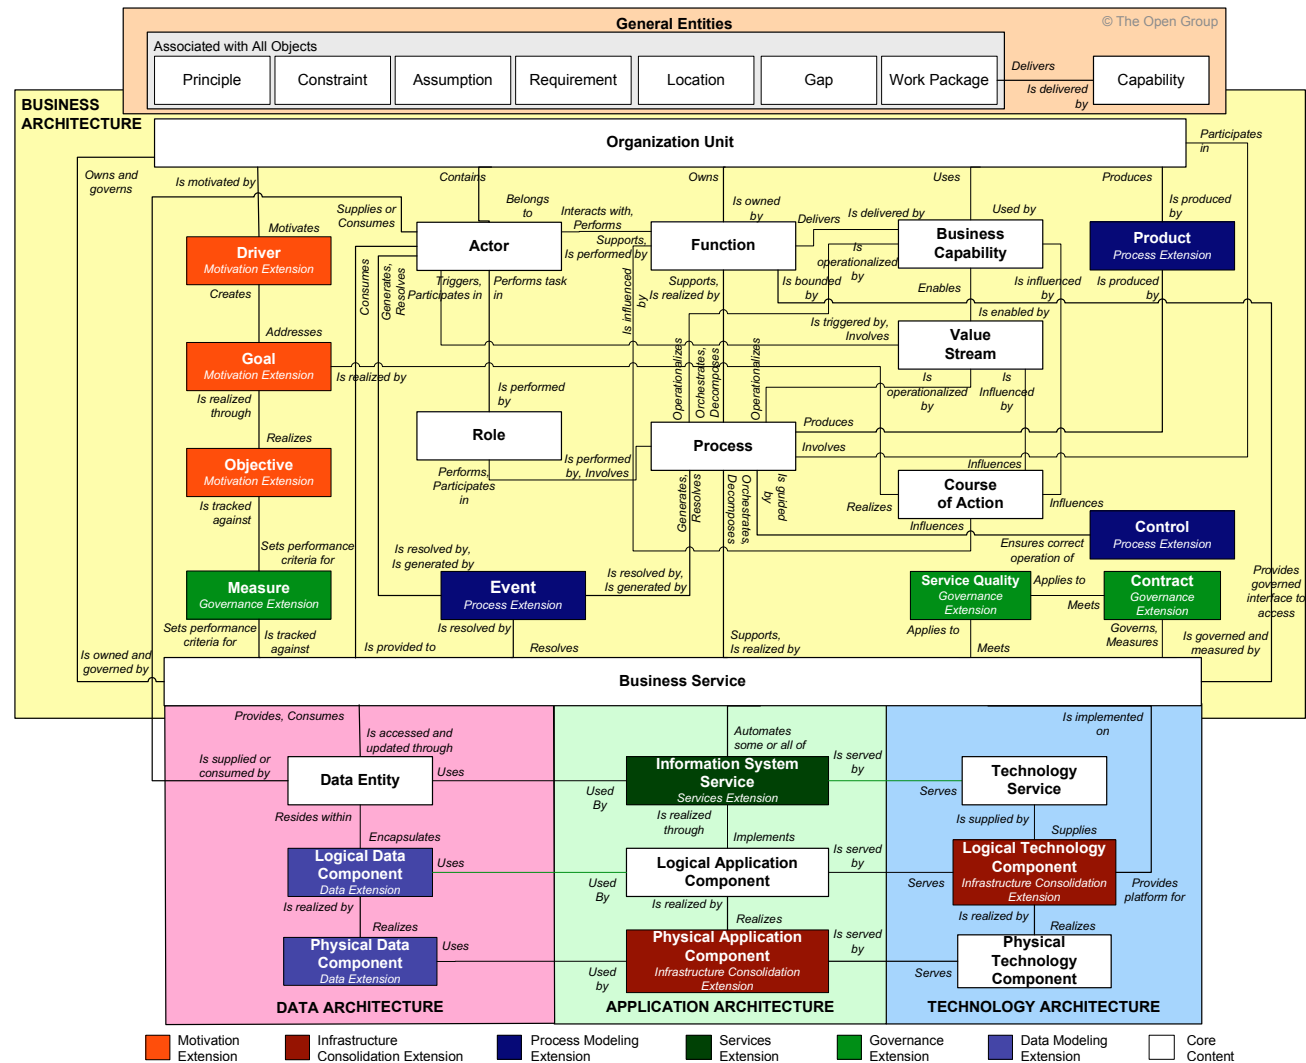 General Entities
© The Open Group
Associated with All Objects
Principle
Constraint
Assumption
Requirement
Location
Gap
Work Package
Delivers
Is delivered
by
Capability
BUSINESS
ARCHITECTURE
Organization Unit
Participates
in
Owns and
governs
Is motivated by
Contains
Owns
Uses
Produces
Supplies or
Consumes
Belongs
to
Interacts with,
Performs
Supports,
Is performed by
Is owned
by
Delivers
Is delivered by
Used by
Is produced
by
Motivates
Driver
Motivation Extension
Actor
Function
Business
Capability
Product
Process Extension
Creates
Consumes
Generates,
Resolves
Triggers,
Participates in
Performs task
in
Is influenced
by
Supports,
Is realized by
Is bounded
by
Is
operationalized
by
Enables
Is influenced
by
Is produced
by
Addresses
Goal
Motivation Extension
Is realized by
Is triggered by,
Involves
Is enabled by
Value
Stream
Operationalizes
Orchestrates,
Decomposes
Operationalizes
Is
operationalized
by
Is
Influenced
by
Is realized
through
Is performed
by
Realizes
Role
Process
Produces
Involves
Objective
Motivation Extension
Performs,
Participates
in
Is performed
by, Involves
Generates,
Resolves
Orchestrates,
Decomposes
Is guided
by
Influences
Course
of Action
Realizes
Influences
Influences
Is tracked
against
Control
Process Extension
Ensures correct
operation of
Sets performance
criteria for
Is resolved by,
Is generated by
Is resolved by,
Is generated by
Measure
Governance Extension
Event
Process Extension
Service Quality
Governance
Extension
Applies to
Meets
Contract
Governance
Extension
Provides
governed
interface to
access
Sets performance
criteria for
Is tracked
against
Is resolved by
Resolves
Is provided to
Supports,
Is realized by
Applies to
Meets
Governs,
Measures
Is governed and
measured by
Is owned and
governed by
Business Service
Provides, Consumes
Is accessed and
updated through
Automates
some or all of
Is implemented
on
Is supplied or
consumed by
Data Entity
Uses
Used
By
Information System
Service
Services Extension
Is served
by
Serves
Technology
Service
Resides within
Encapsulates
Is realized
through
Implements
Is supplied by
Supplies
Logical Data
Component
Data Extension
Uses
Used
By
Logical Application
Component
Is served
by
Serves
Logical Technology
Component
Infrastructure Consolidation
Extension
Provides
platform for
Is realized by
Realizes
Is realized by
Realizes
Is realized by
Realizes
Physical Data
Component
Data Extension
Uses
Used
by
Physical Application
Component
Infrastructure Consolidation
Extension
Is served
by
Serves
Physical
Technology
Component
DATA ARCHITECTURE
APPLICATION ARCHITECTURE
TECHNOLOGY ARCHITECTURE
Motivation
Extension
Infrastructure
Consolidation Extension
Process Modeling
Extension
Services
Extension
Governance
Extension
Data Modeling
Extension
Core
Content